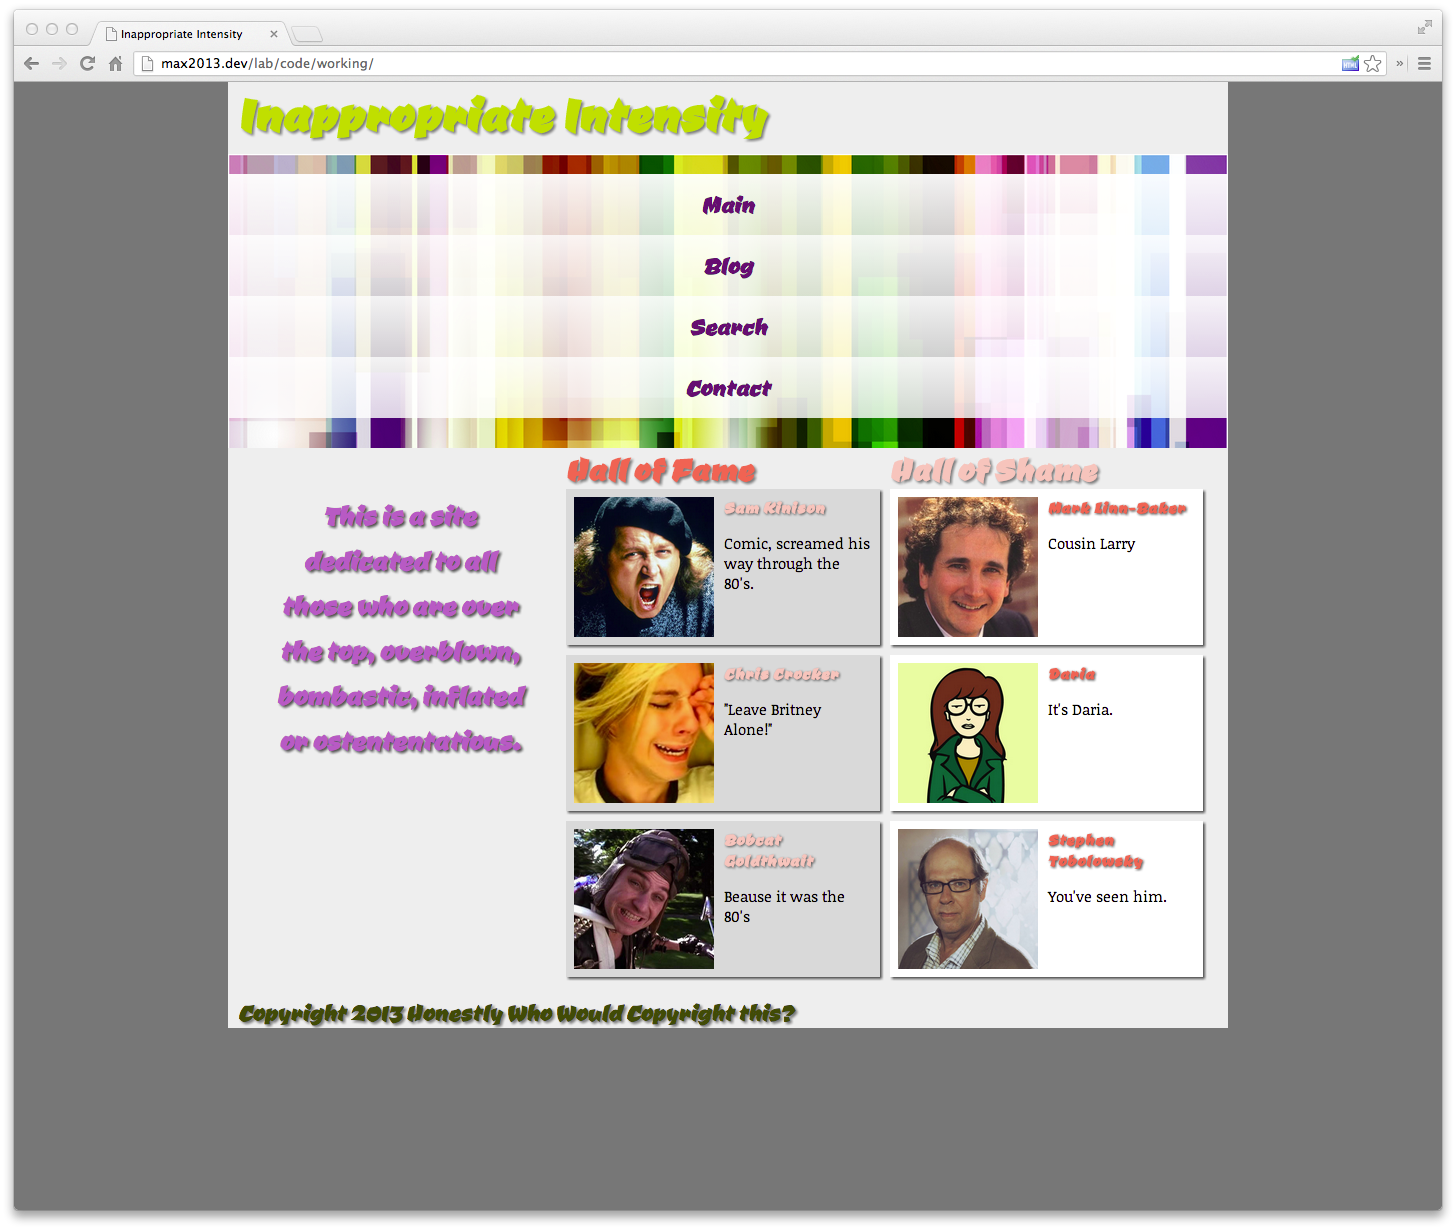 Inappropriate Intensity
max2013.dev/lab/code/working/
HTML
»
Inappropriate Intensity
Main
Blog
Search
Contact
This is a site
dedicated to all
those who are over
the top, overblown,
bombastic, inflated
or ostententatious.
Hall of Fame
Sam Kinison
Comic, screamed his
way through the
80's.
Chris Crocker
"Leave Britney
Alone!"
Bobcat
Goldthwait
Beause it was the
80's
Hall of Shame
Mark Linn-Baker
Cousin Larry
Daria
It's Daria.
Stephen
Tobolowsky
You've seen him.
Copyright 2013 Honestly Who Would Copyright this?